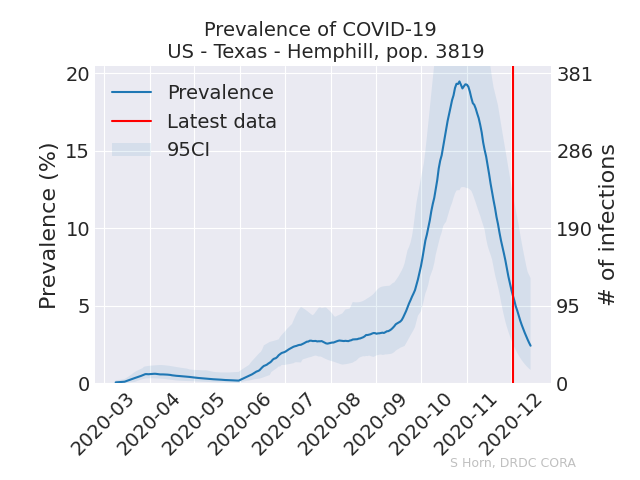 Prevalence of COVID-19
US - Texas - Hemphill, pop. 3819
Prevalence
Latest data
95CI
Prevalence (%)
20
15
10
5
0
381
286
190
95
0
# of infections
2020-03
2020-04
2020-05
2020-06
2020-07
2020-08
2020-09
2020-10
2020-11
2020-12
S Horn, DRDC CORA